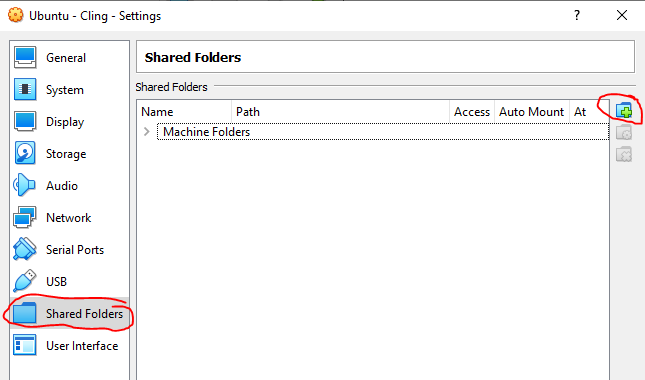 Ubuntu - Cling - Settings
?
General
System
Display
Storage
Audio
Network
Serial Ports
USB
Shared Folders
User Interface
Shared Folders
Shared Folders
Name Path Access Auto Mount At
Machine Folders